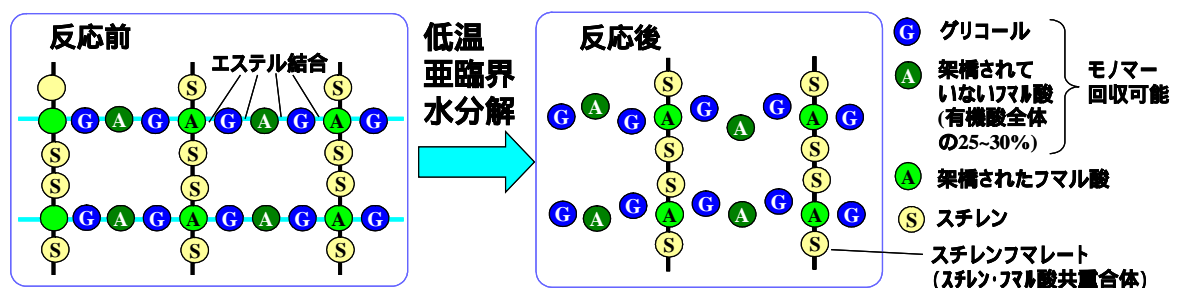 反応前
エステル結合
S S
G A G A G A G A G
S S S
S S S
G A G A G A G A G
S S S
低温
亜臨界
水分解
反応後
S S
G A G A G A G A G
S S
S S
G A G A G A G A G
S S
G グリコール
A 架橋されて
いないフマル酸
(有機酸全体
の25~30%)
モノマー
回収可能
A 架橋されたフマル酸
S スチレン
スチレンフマレート
(スチレン・フマル酸共重合体)